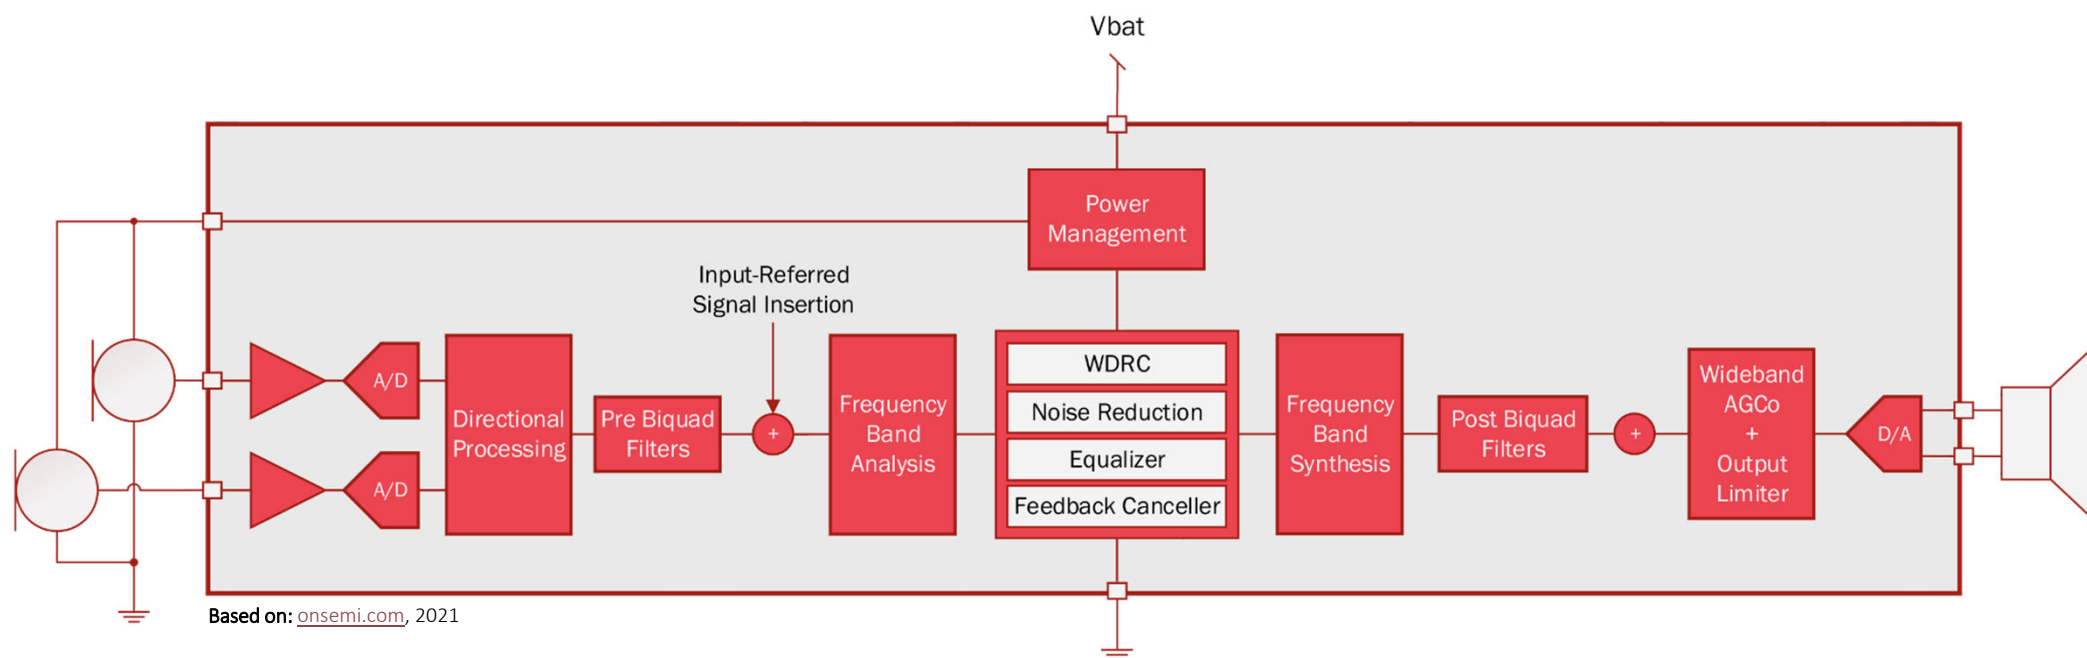 Vbat
Power
Management
Input-Referred
Signal Insertion
A/D
A/D
Directional
Processing
Pre Biquad
Filters
+
Frequency
Band
Analysis
WDRC
Noise Reduction
Equalizer
Feedback Canceller
Frequency
Band
Synthesis
Post Biquad
Filters
+
Wideband
AGCo
+
Output
Limiter
D/A
Based on: onsemi.com, 2021